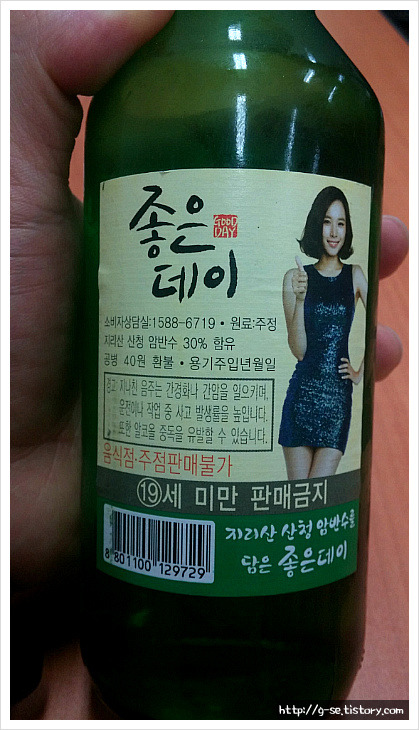 좋은
GOOD
DAY
데이
소비자상담실:1588-6719 • 원료:주정
지리산 산청 암반수 30% 함유
공병 40원 환불 • 용기주입년월일
경고: 지나친 음주는 간경화나 간암을 일으키며,
운전이나 작업 중 사고 발생률을 높입니다.
또한 알코올 중독을 유발할 수 있습니다.
음식점·주점판매불가
⑲세 미만 판매금지
지리산 산청 암반수를
담은 좋은데이
8 801100 129729
http://g-se.tistory.com